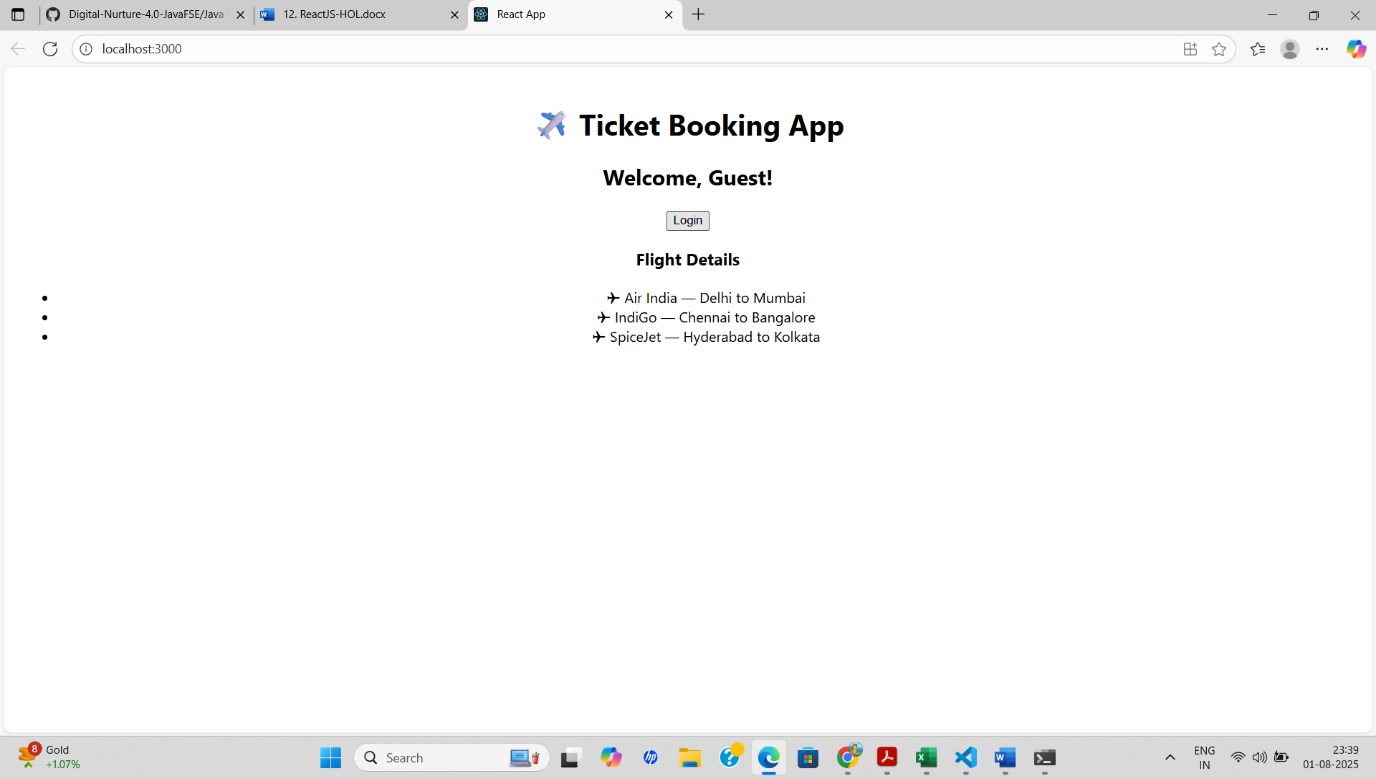 Digital-Nurture-4.0-JavaFSE/Java
12. ReactJS-HOL.docx
React App
localhost:3000
✈️ Ticket Booking App
Welcome, Guest!
Login
Flight Details
• ✈ Air India — Delhi to Mumbai
• ✈ IndiGo — Chennai to Bangalore
• ✈ SpiceJet — Hyderabad to Kolkata
8
Gold
+1.07%
Search
hp
ENG
IN
23:39
01-08-2025